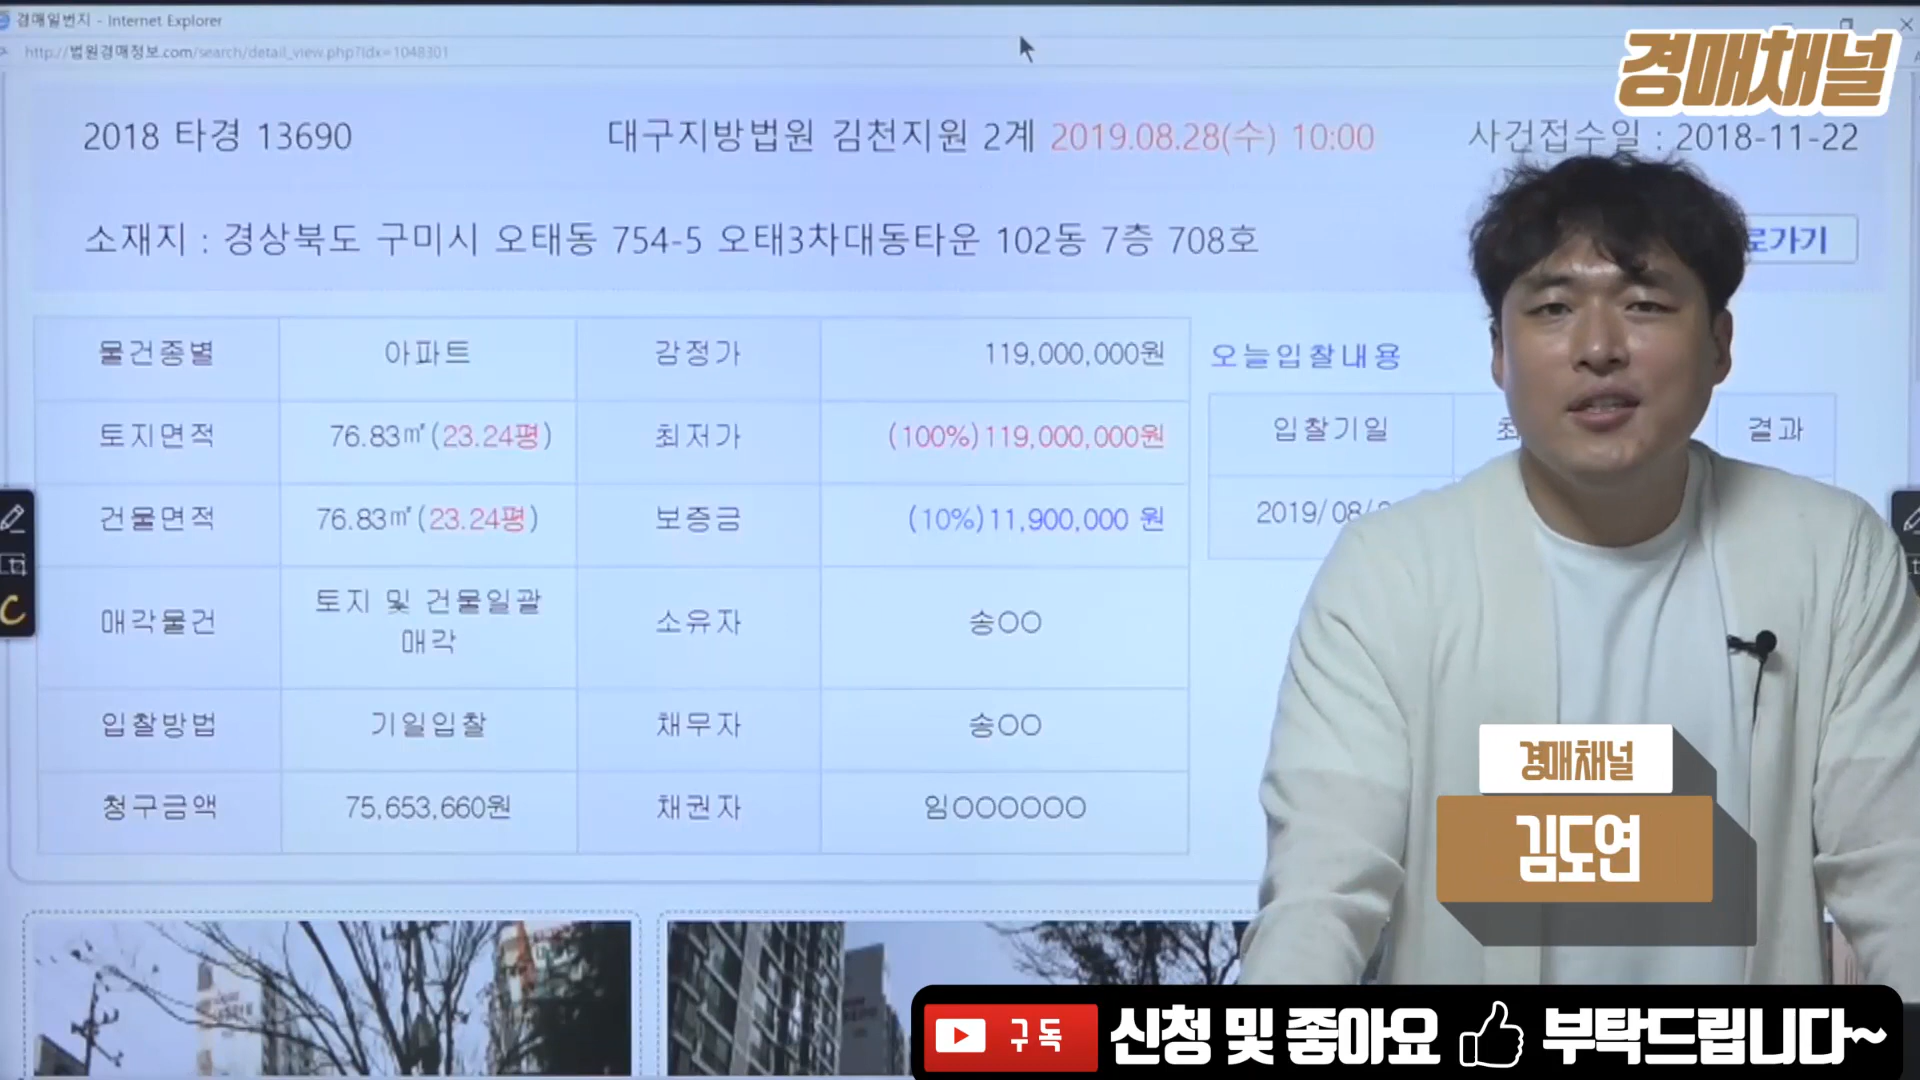 경매일번지 - Internet Explorer
http://법원경매정보.com/search/detail_view.php?idx=1048301
경매채널
2018 타경 13690
대구지방법원 김천지원 2계 2019.08.28(수) 10:00
사건접수일 : 2018-11-22
소재지 : 경상북도 구미시 오태동 754-5 오태3차대동타운 102동 7층 708호
로가기
물건종별 아파트 감정가 119,000,000원
토지면적 76.83㎡(23.24평) 최저가 (100%)119,000,000원
건물면적 76.83㎡(23.24평) 보증금 (10%)11,900,000 원
매각물건 토지 및 건물일괄
매각 소유자 송○○
입찰방법 기일입찰 채무자 송○○
청구금액 75,653,660원 채권자 임○○○○○○
오늘입찰내용
입찰기일 최 결과
2019/08/
경매채널
김도연
구독 신청 및 좋아요 부탁드립니다~